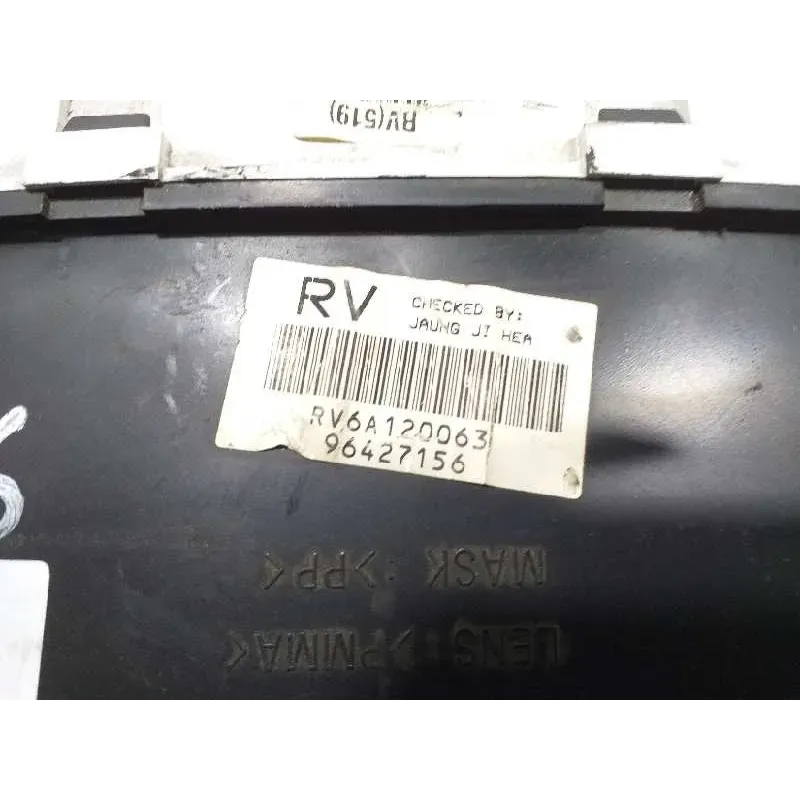 RV(519)
RV
CHECKED BY:
JAUNG JI HEA
RV6A120063
96427156
MASK : >PP<
LENS : >PMMA<